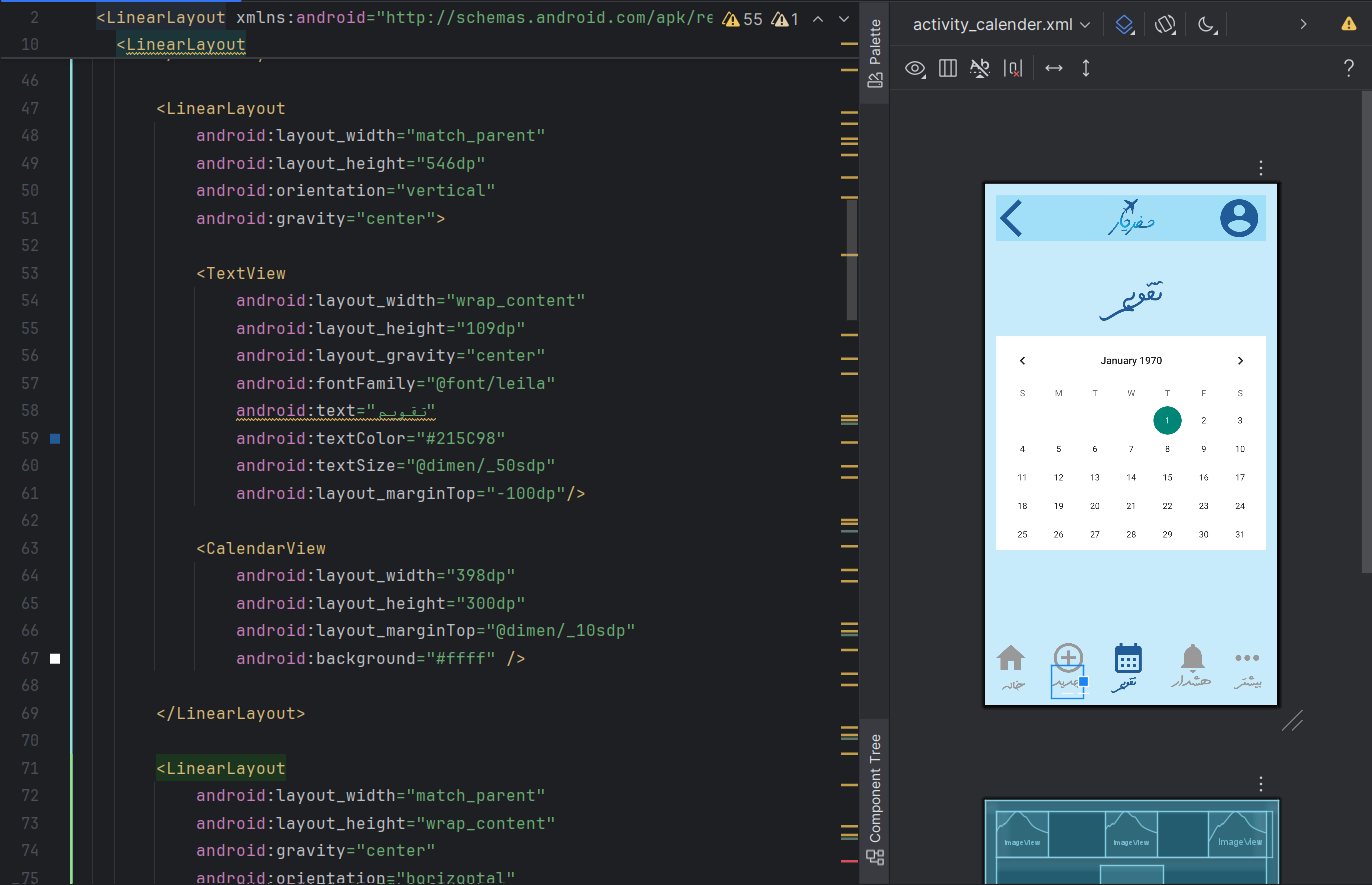 2 <LinearLayout xmlns:android="http://schemas.android.com/apk/re 55 1
10 <LinearLayout
46
47 <LinearLayout
48 android:layout_width="match_parent"
49 android:layout_height="546dp"
50 android:orientation="vertical"
51 android:gravity="center">
52
53 <TextView
54 android:layout_width="wrap_content"
55 android:layout_height="109dp"
56 android:layout_gravity="center"
57 android:fontFamily="@font/leila"
58 android:text="تقویم"
59 android:textColor="#215C98"
60 android:textSize="@dimen/_50sdp"
61 android:layout_marginTop="-100dp"/>
62
63 <CalendarView
64 android:layout_width="398dp"
65 android:layout_height="300dp"
66 android:layout_marginTop="@dimen/_10sdp"
67 android:background="#ffff" />
68
69 </LinearLayout>
70
71 <LinearLayout
72 android:layout_width="match_parent"
73 android:layout_height="wrap_content"
74 android:gravity="center"
75 android:orientation="horizontal"
Palette
Component Tree
activity_calender.xml
?
تقویم
January 1970
S M T W T F S
1 2 3
4 5 6 7 8 9 10
11 12 13 14 15 16 17
18 19 20 21 22 23 24
25 26 27 28 29 30 31
خانه جدید تقویم هشدار بیشتر
ImageView ImageView ImageView